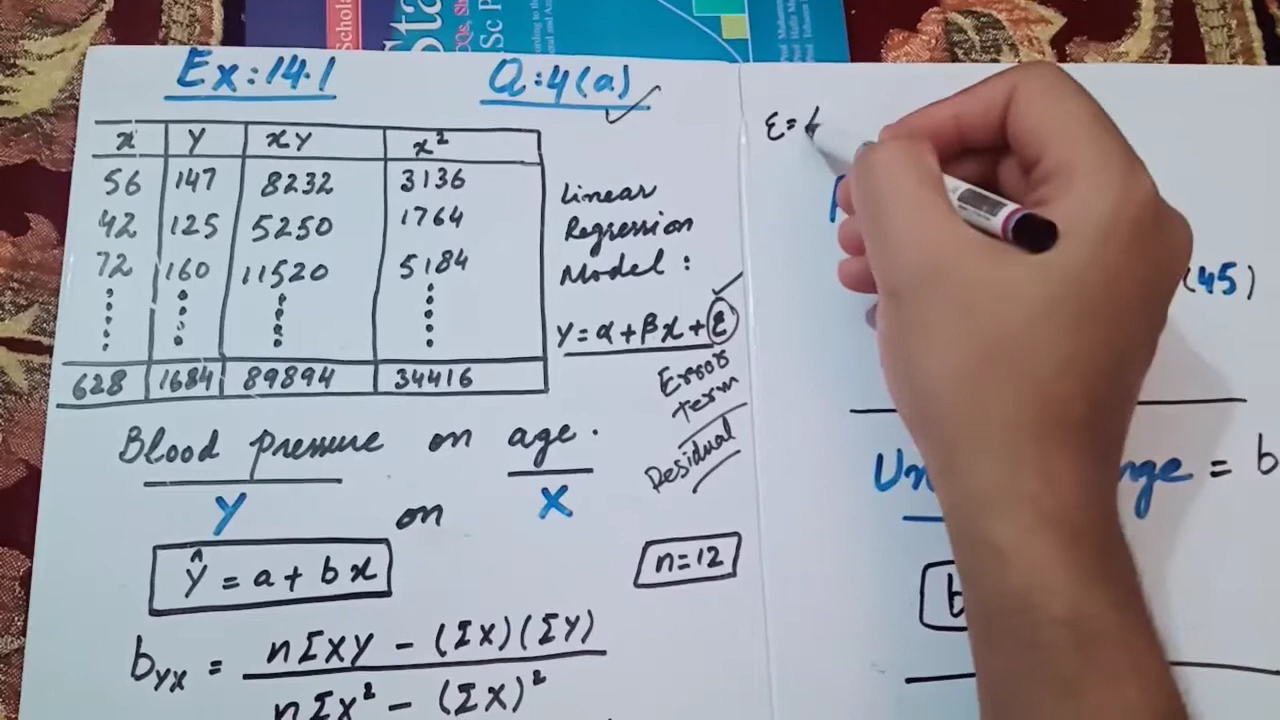 Ex:14.1 Q:4(a)
x Y xY x²
56 147 8232 3136
42 125 5250 1764
72 160 11520 5184
628 1684 89894 34416
Linear
Regression
Model :
Y = α + βx + ε
Error
term
Residual
Blood pressure on age.
Y on X
Ŷ = a + bx
n=12
b_YX = nΣXY - (ΣX)(ΣY)
nΣX² - (ΣX)²
ε=
(45)
= b